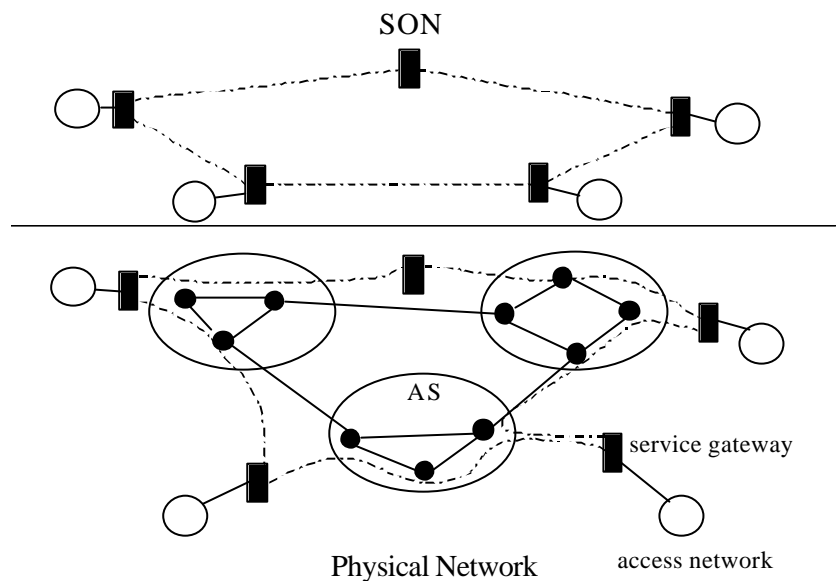 SON
AS
service gateway
access network
Physical Network